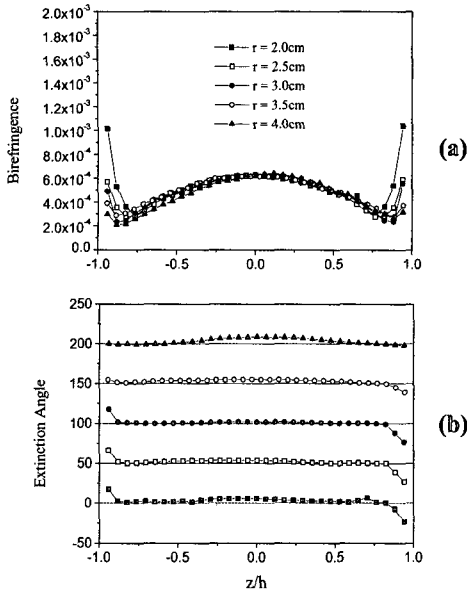 2.0x10⁻³
1.8x10⁻³
1.6x10⁻³
1.4x10⁻³
1.2x10⁻³
1.0x10⁻³
8.0x10⁻⁴
6.0x10⁻⁴
4.0x10⁻⁴
2.0x10⁻⁴
0.0
Birefringence
r = 2.0cm
r = 2.5cm
r = 3.0cm
r = 3.5cm
r = 4.0cm
(a)
-1.0 -0.5 0.0 0.5 1.0
250
200
150
100
50
0
-50
Extinction Angle
(b)
-1.0 -0.5 0.0 0.5 1.0
z/h